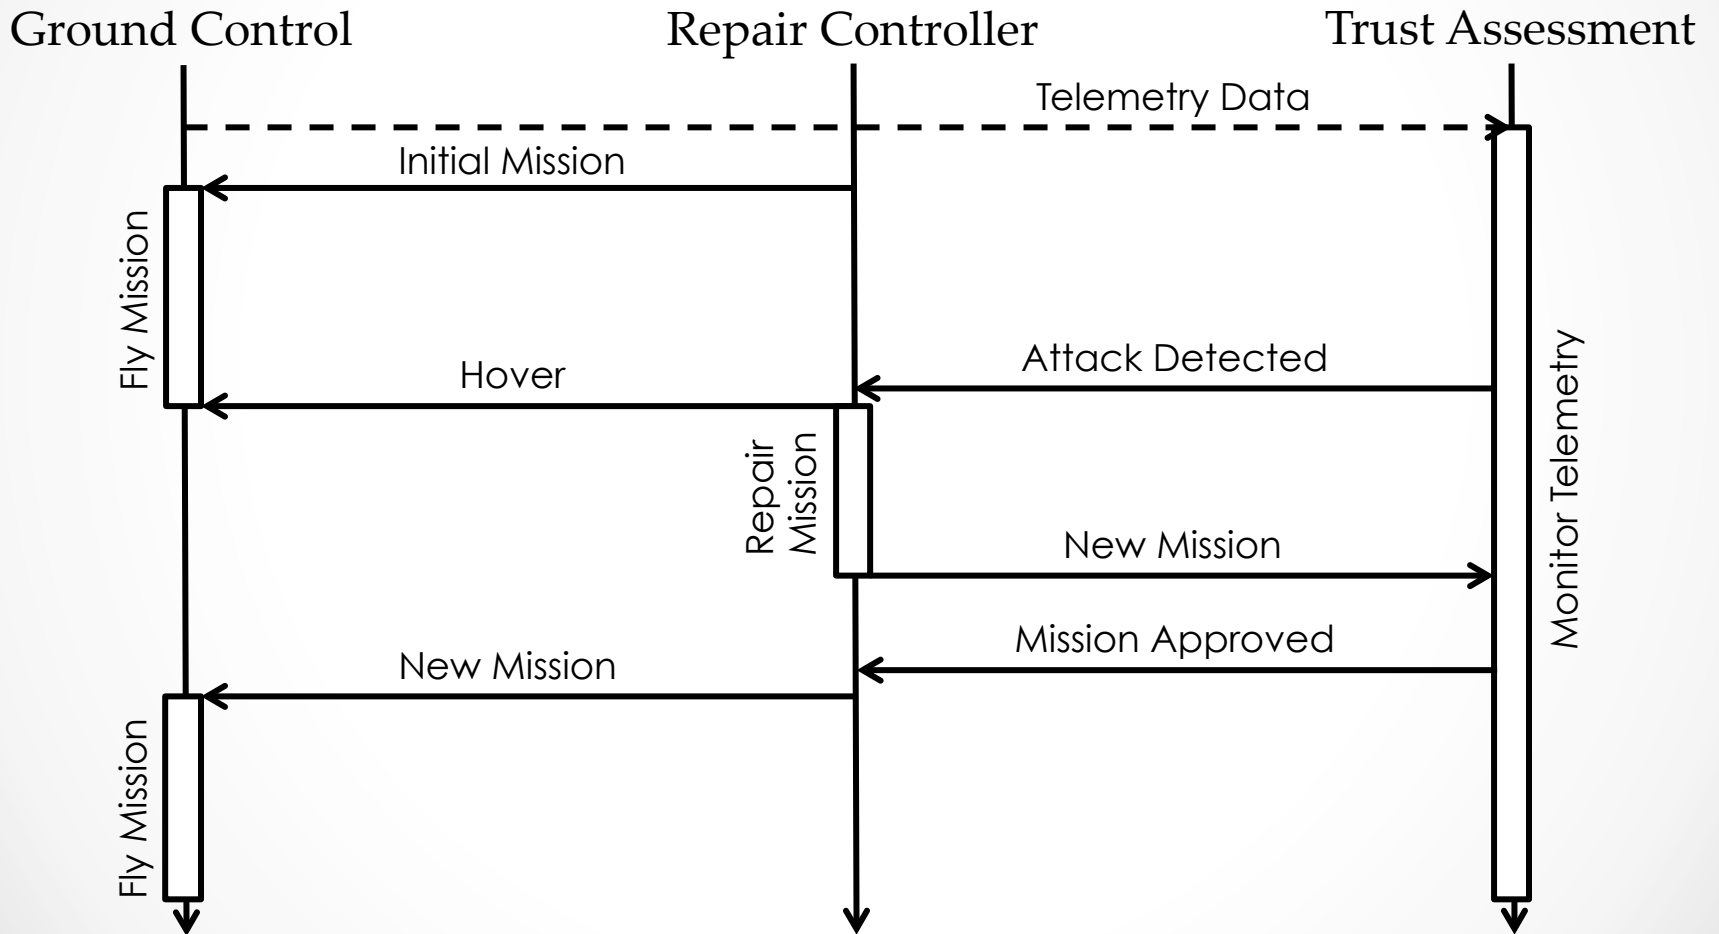 Ground Control
Repair Controller
Trust Assessment
Telemetry Data
Initial Mission
Fly Mission
Attack Detected
Hover
Repair
Mission
Monitor Telemetry
New Mission
Mission Approved
New Mission
Fly Mission